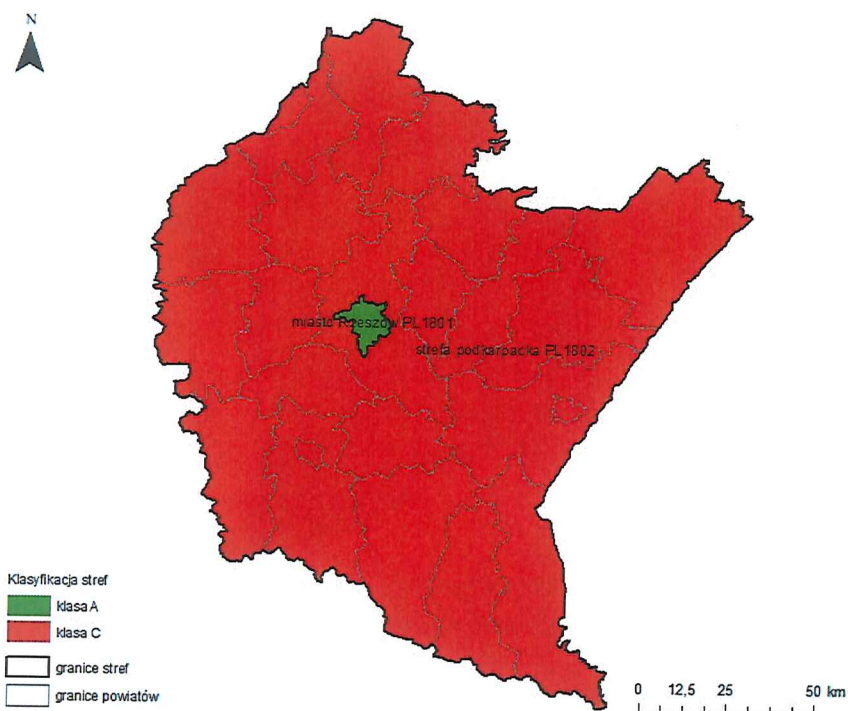 N
miasto Rzeszów PL1801
strefa podkarpacka PL1802
Klasyfikacja stref
klasa A
klasa C
granice stref
granice powiatów
0 12,5 25 50 km